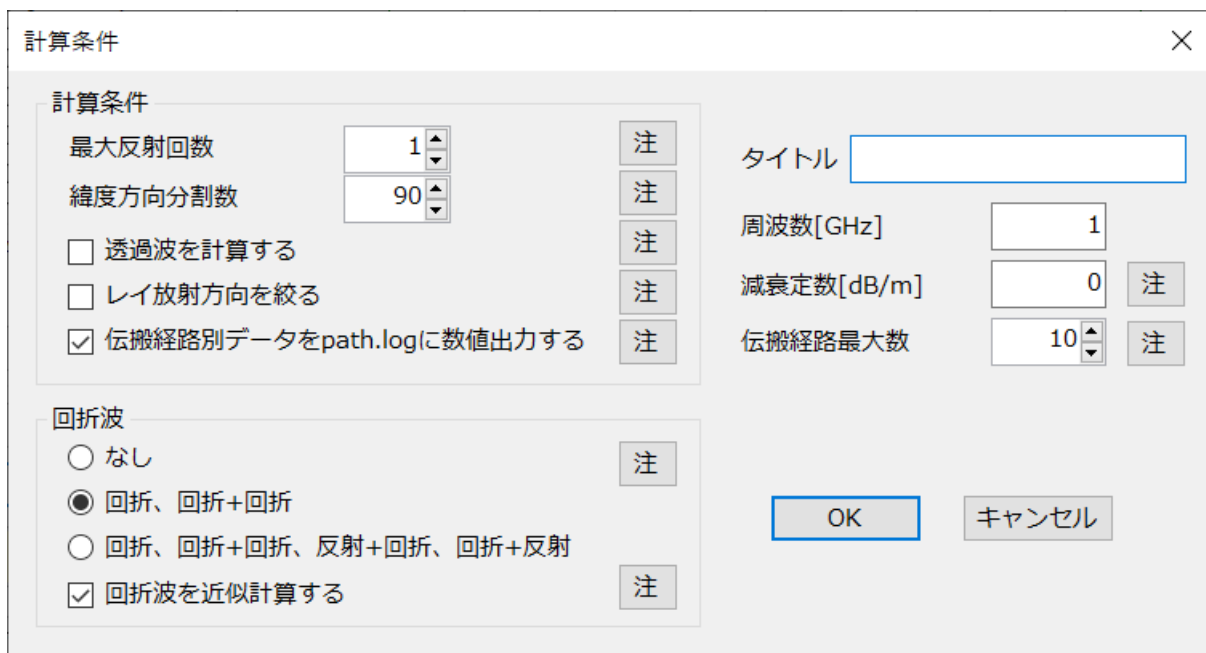 計算条件
計算条件
最大反射回数 1 注
緯度方向分割数 90 注
透過波を計算する 注
レイ放射方向を絞る 注
伝搬経路別データをpath.logに数値出力する 注
タイトル
周波数[GHz] 1
減衰定数[dB/m] 0 注
伝搬経路最大数 10 注
回折波
なし 注
回折、回折+回折
回折、回折+回折、反射+回折、回折+反射
回折波を近似計算する 注
OK キャンセル